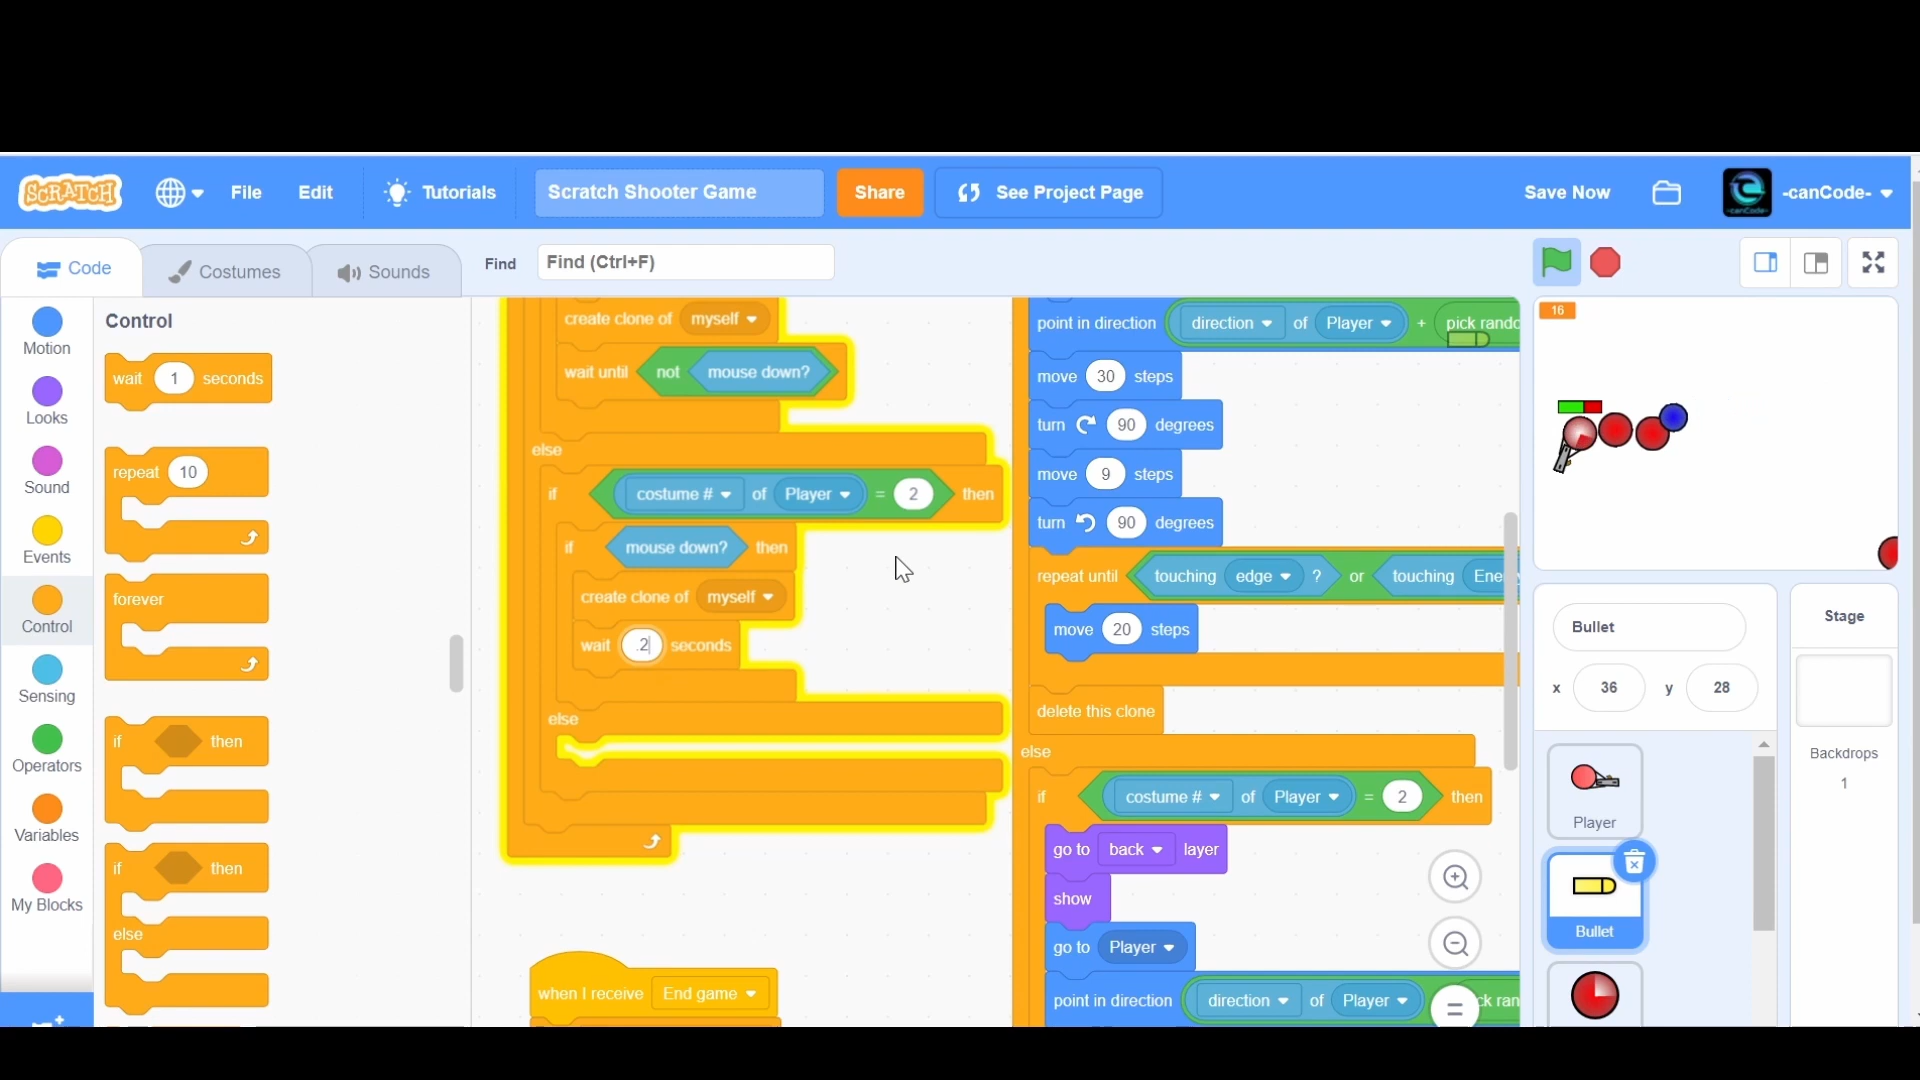 SCRATCH File Edit Tutorials Scratch Shooter Game Share See Project Page Save Now -canCode-
Code Costumes Sounds Find Find (Ctrl+F)
Motion
Looks
Sound
Events
Control
Sensing
Operators
Variables
My Blocks
Control
wait 1 seconds
repeat 10
forever
if then
if then
else
create clone of myself
wait until not mouse down?
else
if costume # of Player = 2 then
if mouse down? then
create clone of myself
wait .2 seconds
else
when I receive End game
point in direction direction of Player + pick rando
move 30 steps
turn 90 degrees
move 9 steps
turn 90 degrees
repeat until touching edge ? or touching Ene
move 20 steps
delete this clone
else
if costume # of Player = 2 then
go to back layer
show
go to Player
point in direction direction of Player ck ran
16
Bullet
x 36 y 28
Player
Bullet
Stage
Backdrops
1